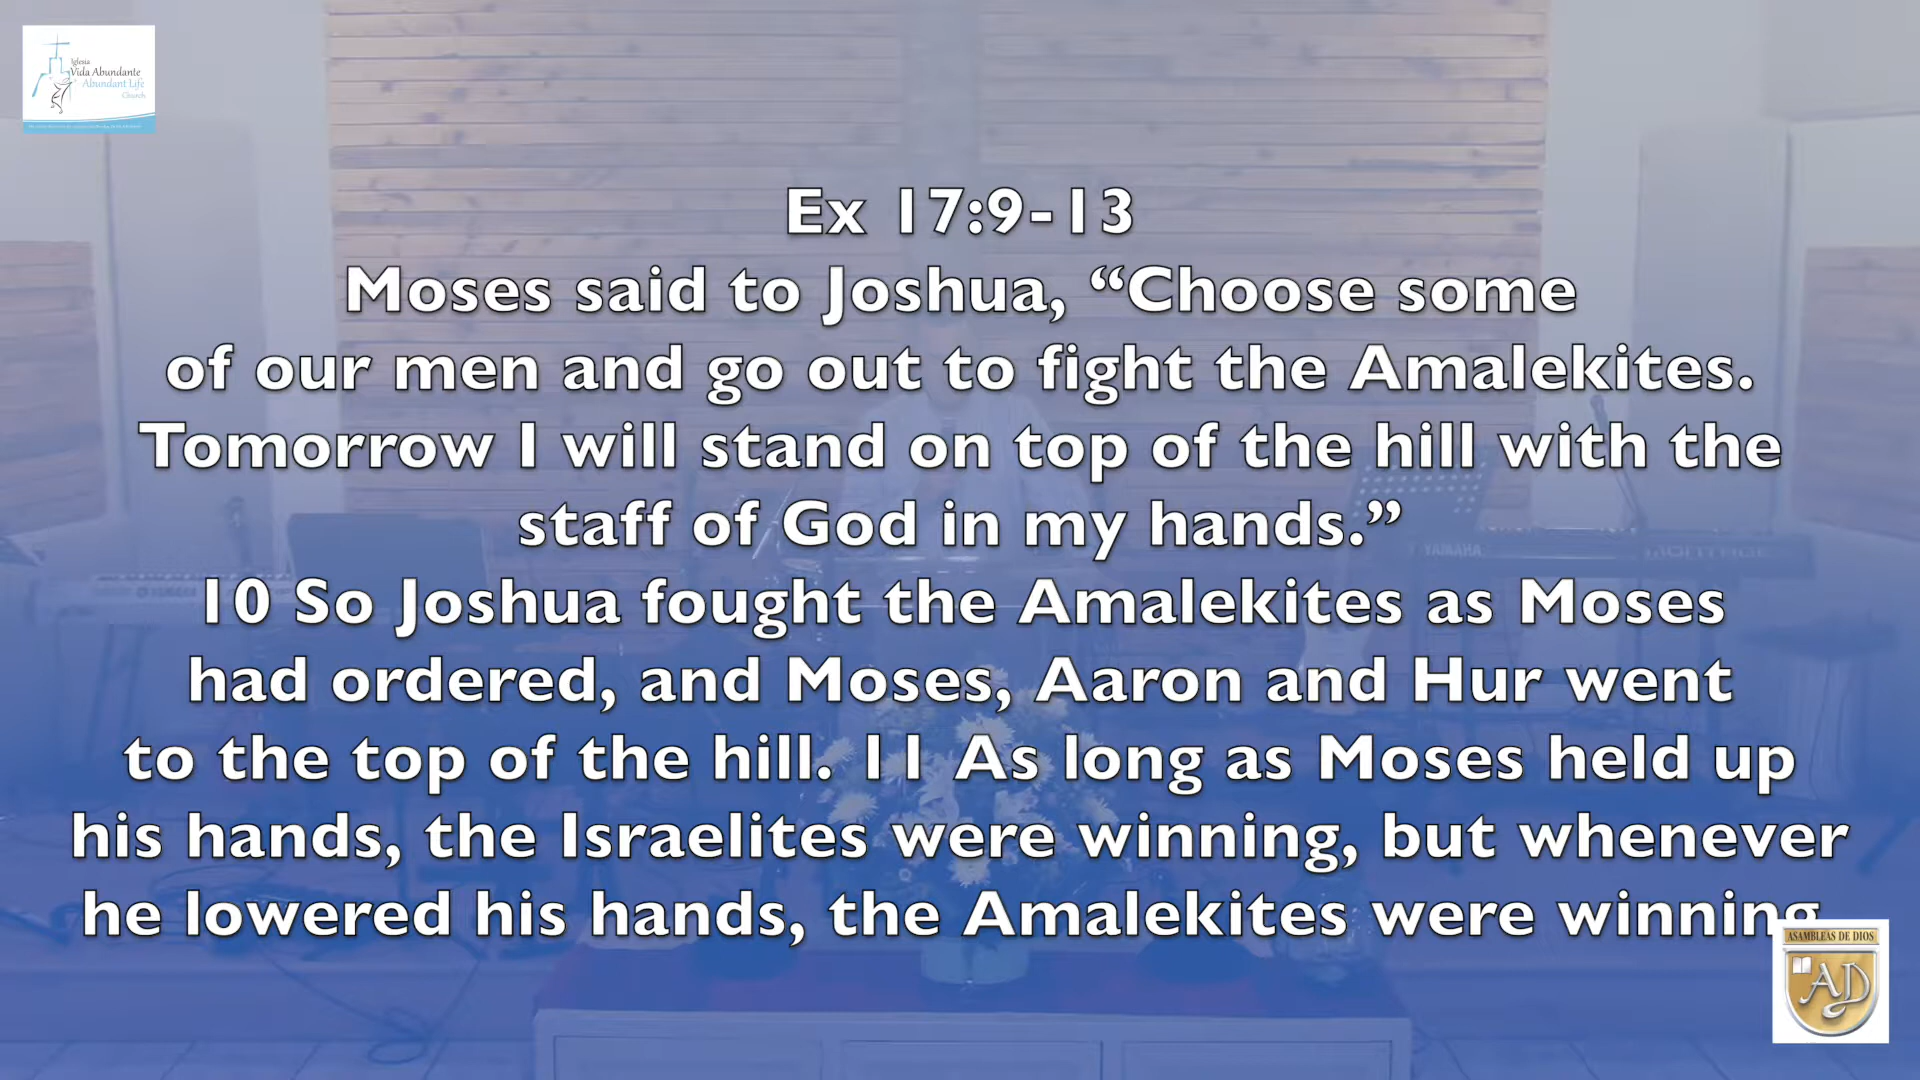 Iglesia
Vida Abundante
Abundant Life
Church
Ex 17:9-13
Moses said to Joshua, “Choose some
of our men and go out to fight the Amalekites.
Tomorrow I will stand on top of the hill with the
staff of God in my hands.”
10 So Joshua fought the Amalekites as Moses
had ordered, and Moses, Aaron and Hur went
to the top of the hill. 11 As long as Moses held up
his hands, the Israelites were winning, but whenever
he lowered his hands, the Amalekites were winning
YAMAHA
MONTAGE
ASAMBLEAS DE DIOS
AD